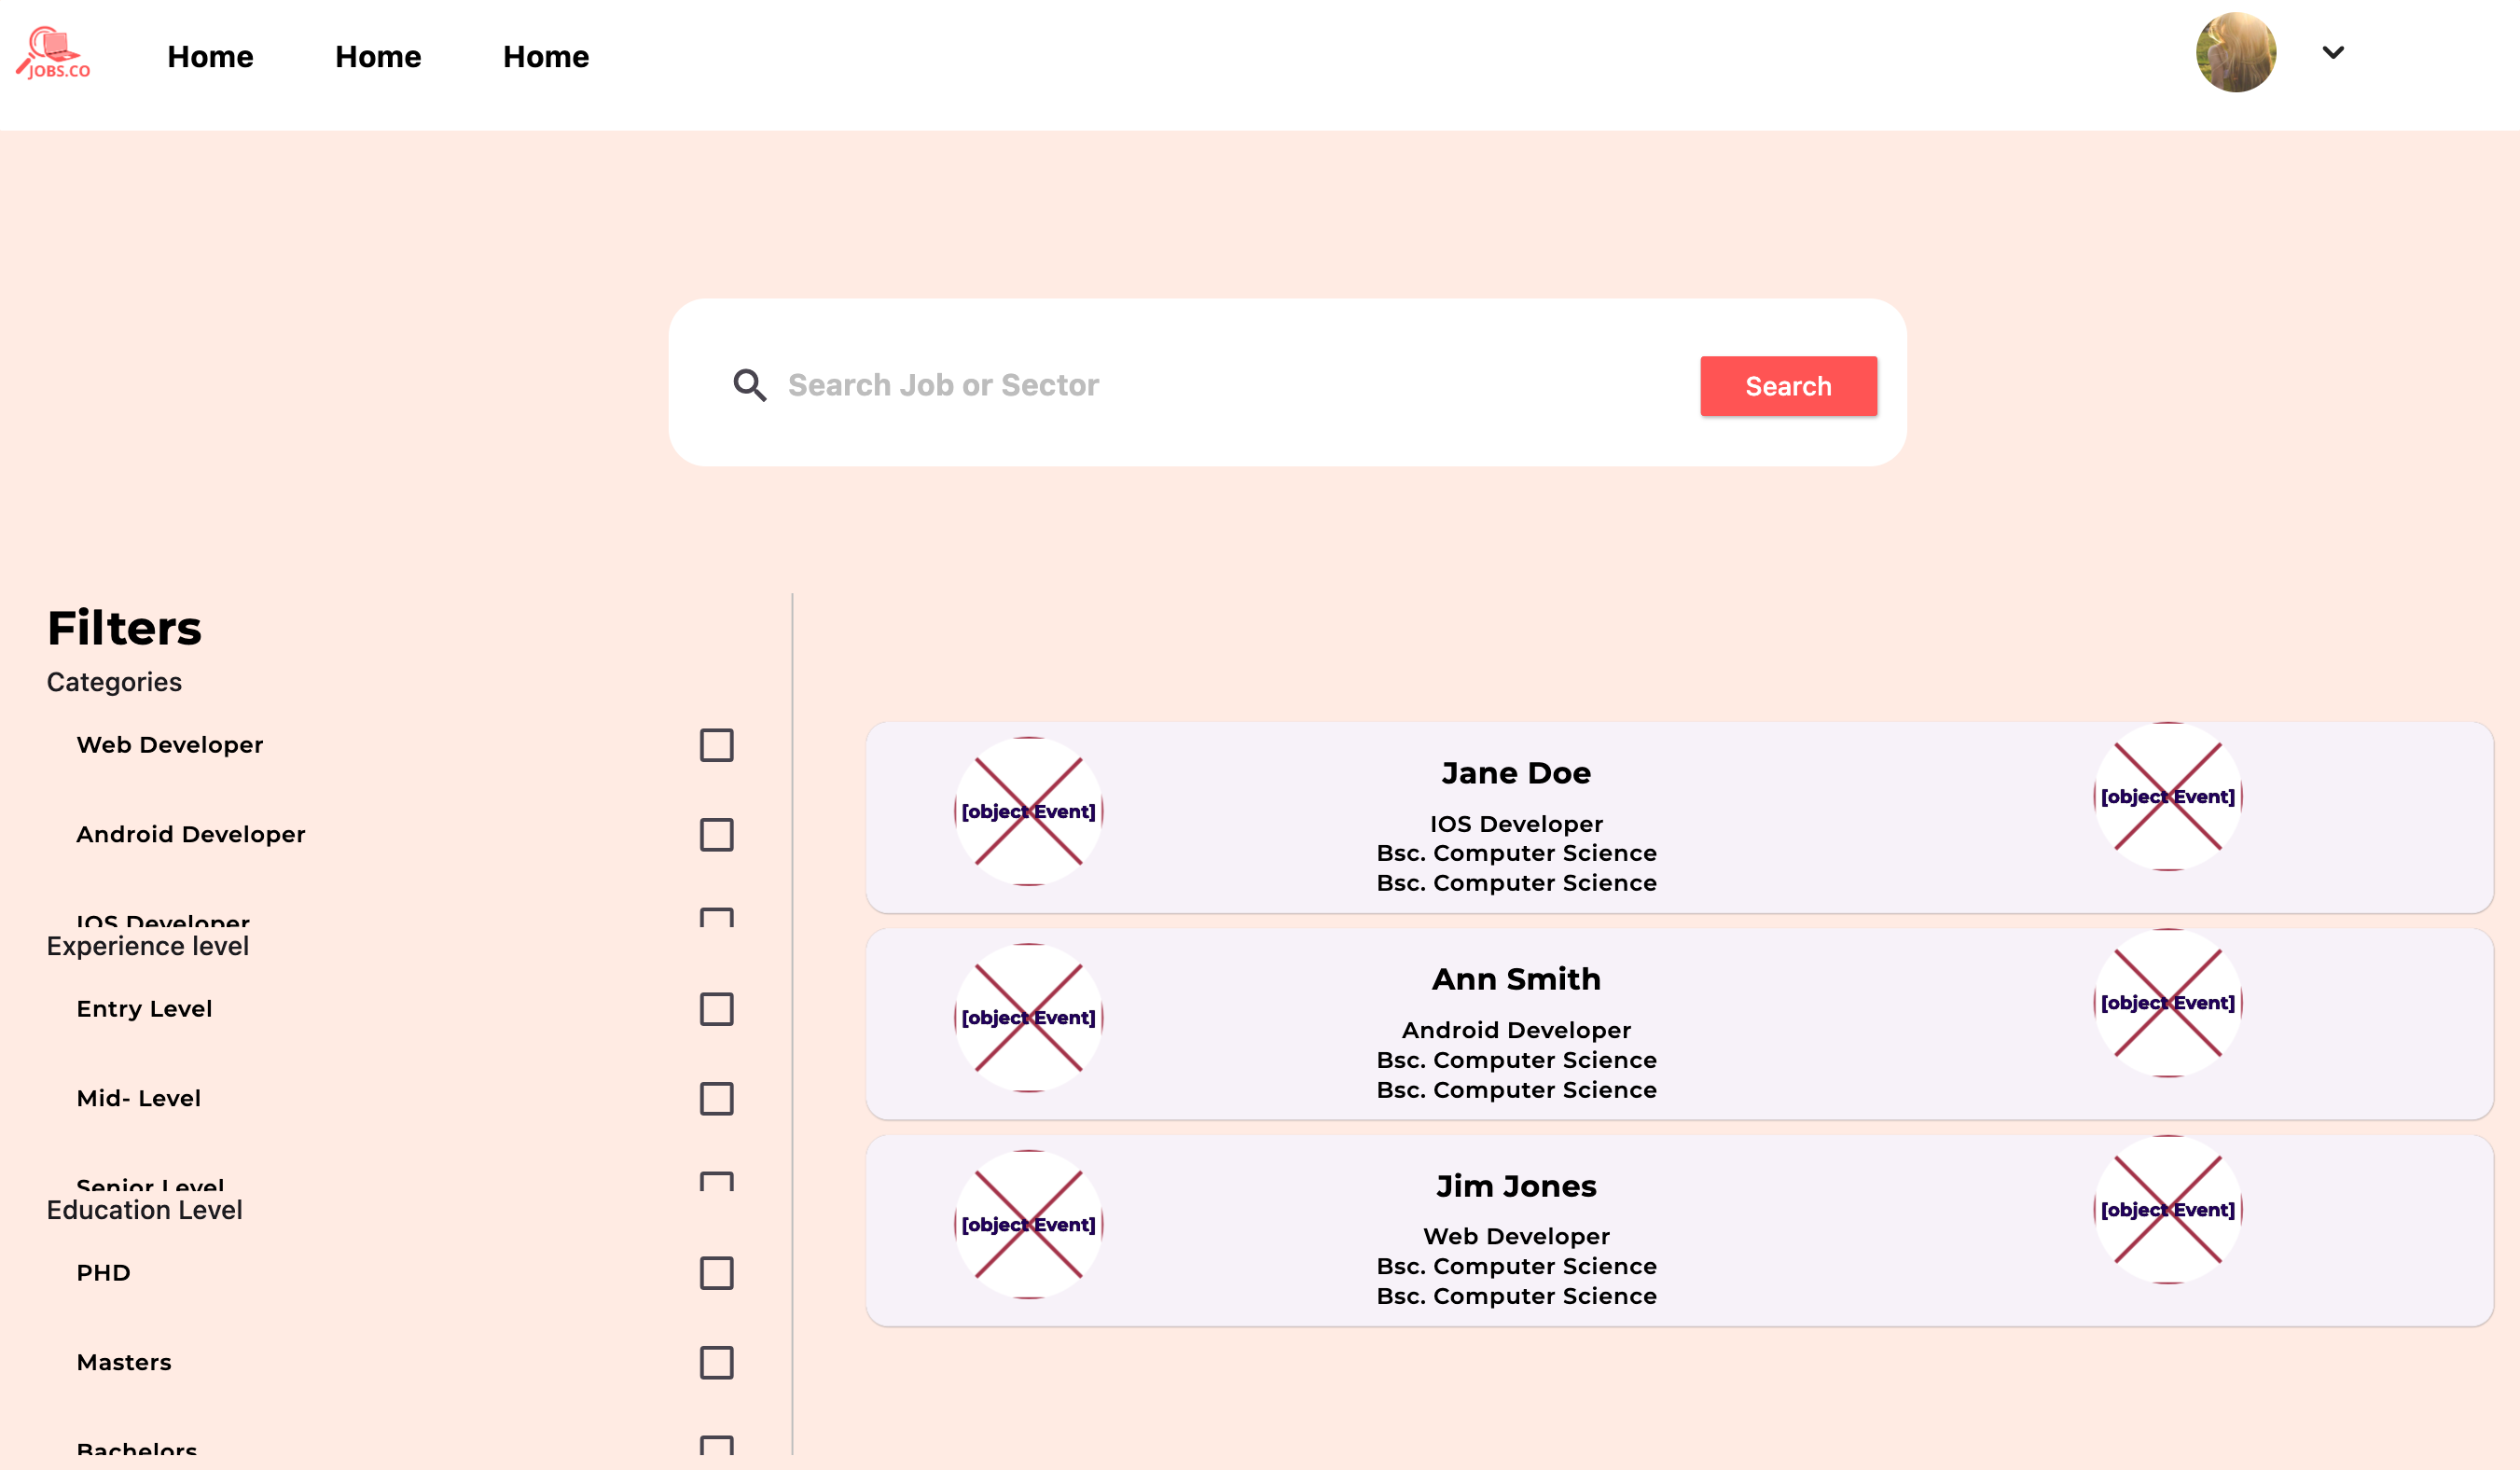 JOBS.CO
Home Home Home
Search Job or Sector
Search
Filters
Categories
Web Developer
Android Developer
IOS Developer
Experience level
Entry Level
Mid- Level
Senior Level
Education Level
PHD
Masters
Bachelors
[object Event]
Jane Doe
IOS Developer
Bsc. Computer Science
Bsc. Computer Science
[object Event]
[object Event]
Ann Smith
Android Developer
Bsc. Computer Science
Bsc. Computer Science
[object Event]
[object Event]
Jim Jones
Web Developer
Bsc. Computer Science
Bsc. Computer Science
[object Event]